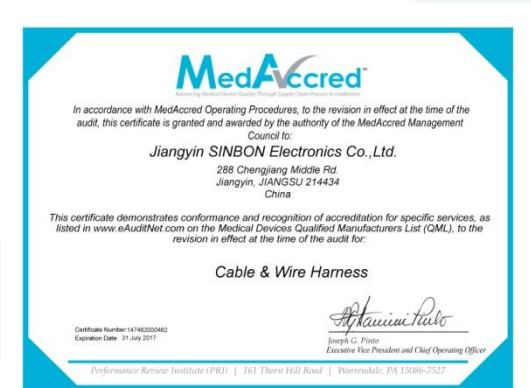 MedAccred™
Advancing Medical Device Quality Through Supply Chain Process Accreditation
In accordance with MedAccred Operating Procedures, to the revision in effect at the time of the
audit, this certificate is granted and awarded by the authority of the MedAccred Management
Council to:
Jiangyin SINBON Electronics Co.,Ltd.
288 Chengjiang Middle Rd.
Jiangyin, JIANGSU 214434
China
This certificate demonstrates conformance and recognition of accreditation for specific services, as
listed in www.eAuditNet.com on the Medical Devices Qualified Manufacturers List (QML), to the
revision in effect at the time of the audit for:
Cable & Wire Harness
Certificate Number:147462000462
Expiration Date: 31 July 2017
Joseph G. Pinto
Executive Vice President and Chief Operating Officer
Performance Review Institute (PRI) | 161 Thorn Hill Road | Warrendale, PA 15086-7527